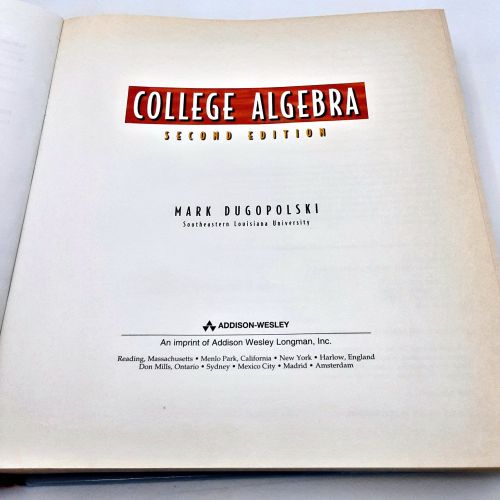 COLLEGE ALGEBRA
SECOND EDITION
MARK DUGOPOLSKI
Southeastern Louisiana University
ADDISON-WESLEY
An imprint of Addison Wesley Longman, Inc.
Reading, Massachusetts • Menlo Park, California • New York • Harlow, England
Don Mills, Ontario • Sydney • Mexico City • Madrid • Amsterdam